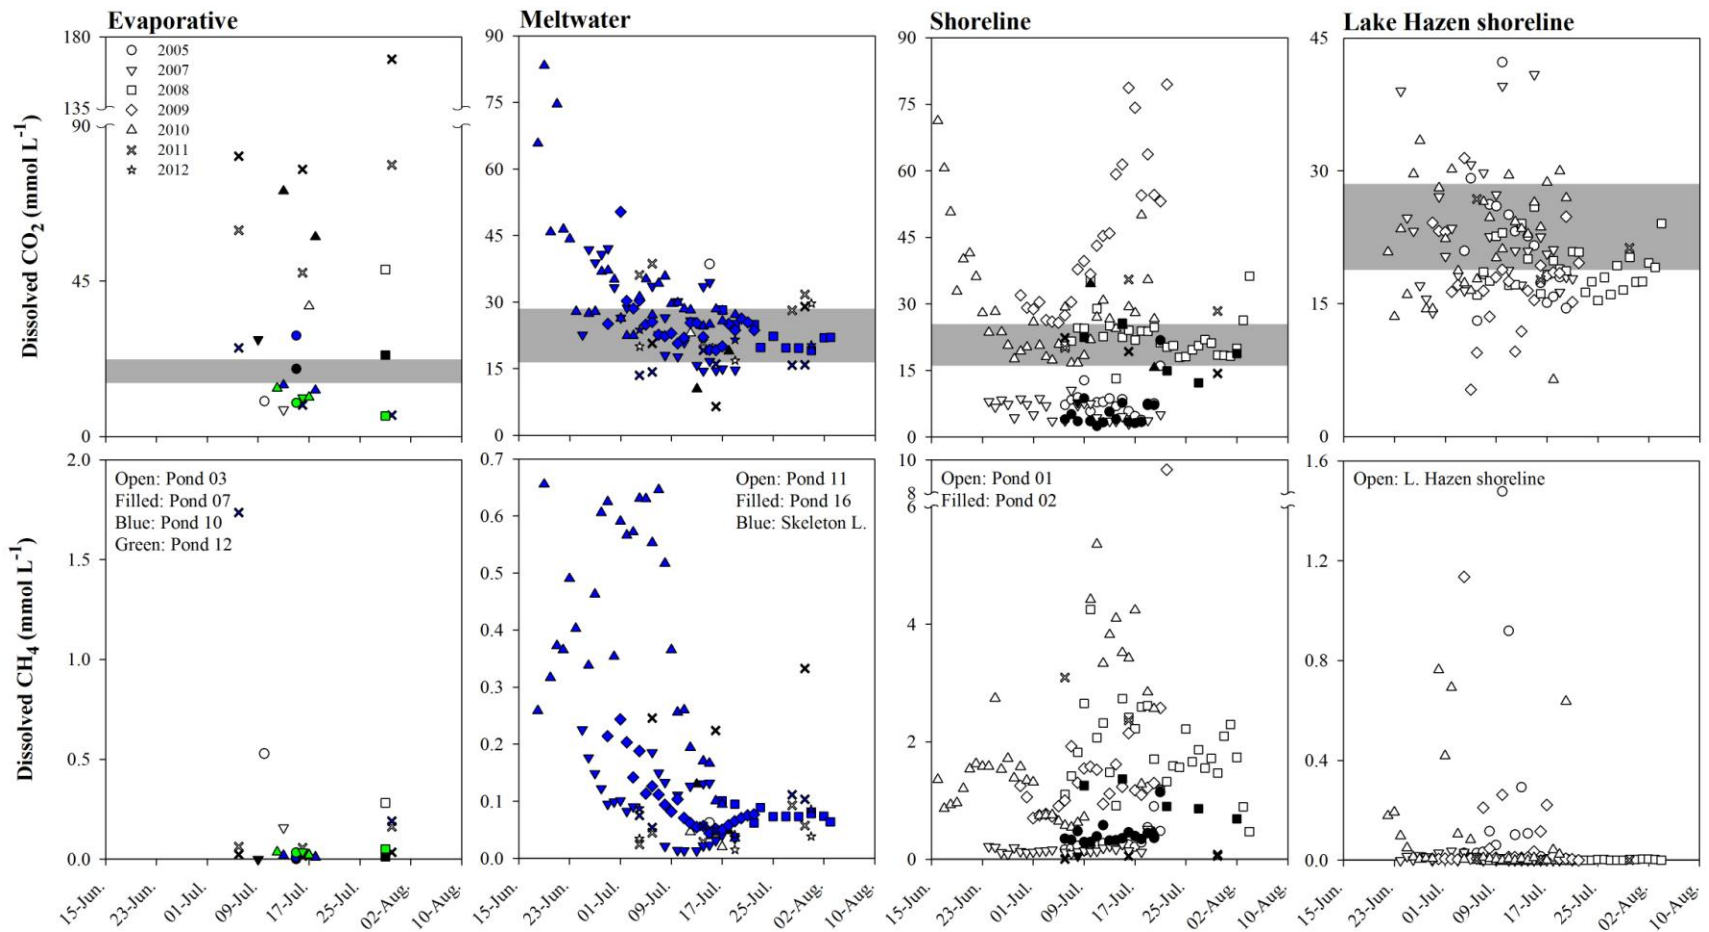 Evaporative
Meltwater
Shoreline
Lake Hazen shoreline
Dissolved CO2 (mmol L-1)
180
135
90
45
0
2005
2007
2008
2009
2010
2011
2012
90
75
60
45
30
15
0
90
75
60
45
30
15
0
45
30
15
0
Dissolved CH4 (mmol L-1)
2.0
1.5
1.0
0.5
0.0
Open: Pond 03
Filled: Pond 07
Blue: Pond 10
Green: Pond 12
0.7
0.6
0.5
0.4
0.3
0.2
0.1
0.0
Open: Pond 11
Filled: Pond 16
Blue: Skeleton L.
10
8
6
4
2
0
Open: Pond 01
Filled: Pond 02
1.6
1.2
0.8
0.4
0.0
Open: L. Hazen shoreline
15-Jun. 23-Jun. 01-Jul. 09-Jul. 17-Jul. 25-Jul. 02-Aug. 10-Aug.
15-Jun. 23-Jun. 01-Jul. 09-Jul. 17-Jul. 25-Jul. 02-Aug. 10-Aug.
15-Jun. 23-Jun. 01-Jul. 09-Jul. 17-Jul. 25-Jul. 02-Aug. 10-Aug.
15-Jun. 23-Jun. 01-Jul. 09-Jul. 17-Jul. 25-Jul. 02-Aug. 10-Aug.